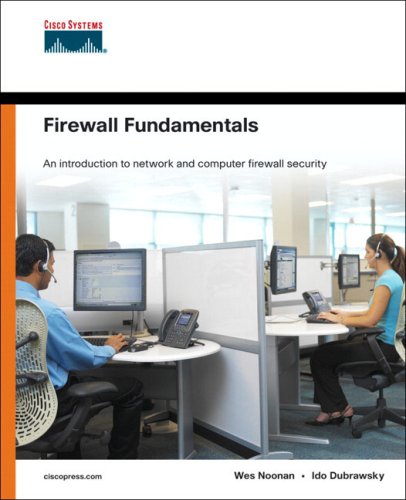 CISCO SYSTEMS
®
Firewall Fundamentals
An introduction to network and computer firewall security
ciscopress.com
Wes Noonan • Ido Dubrawsky